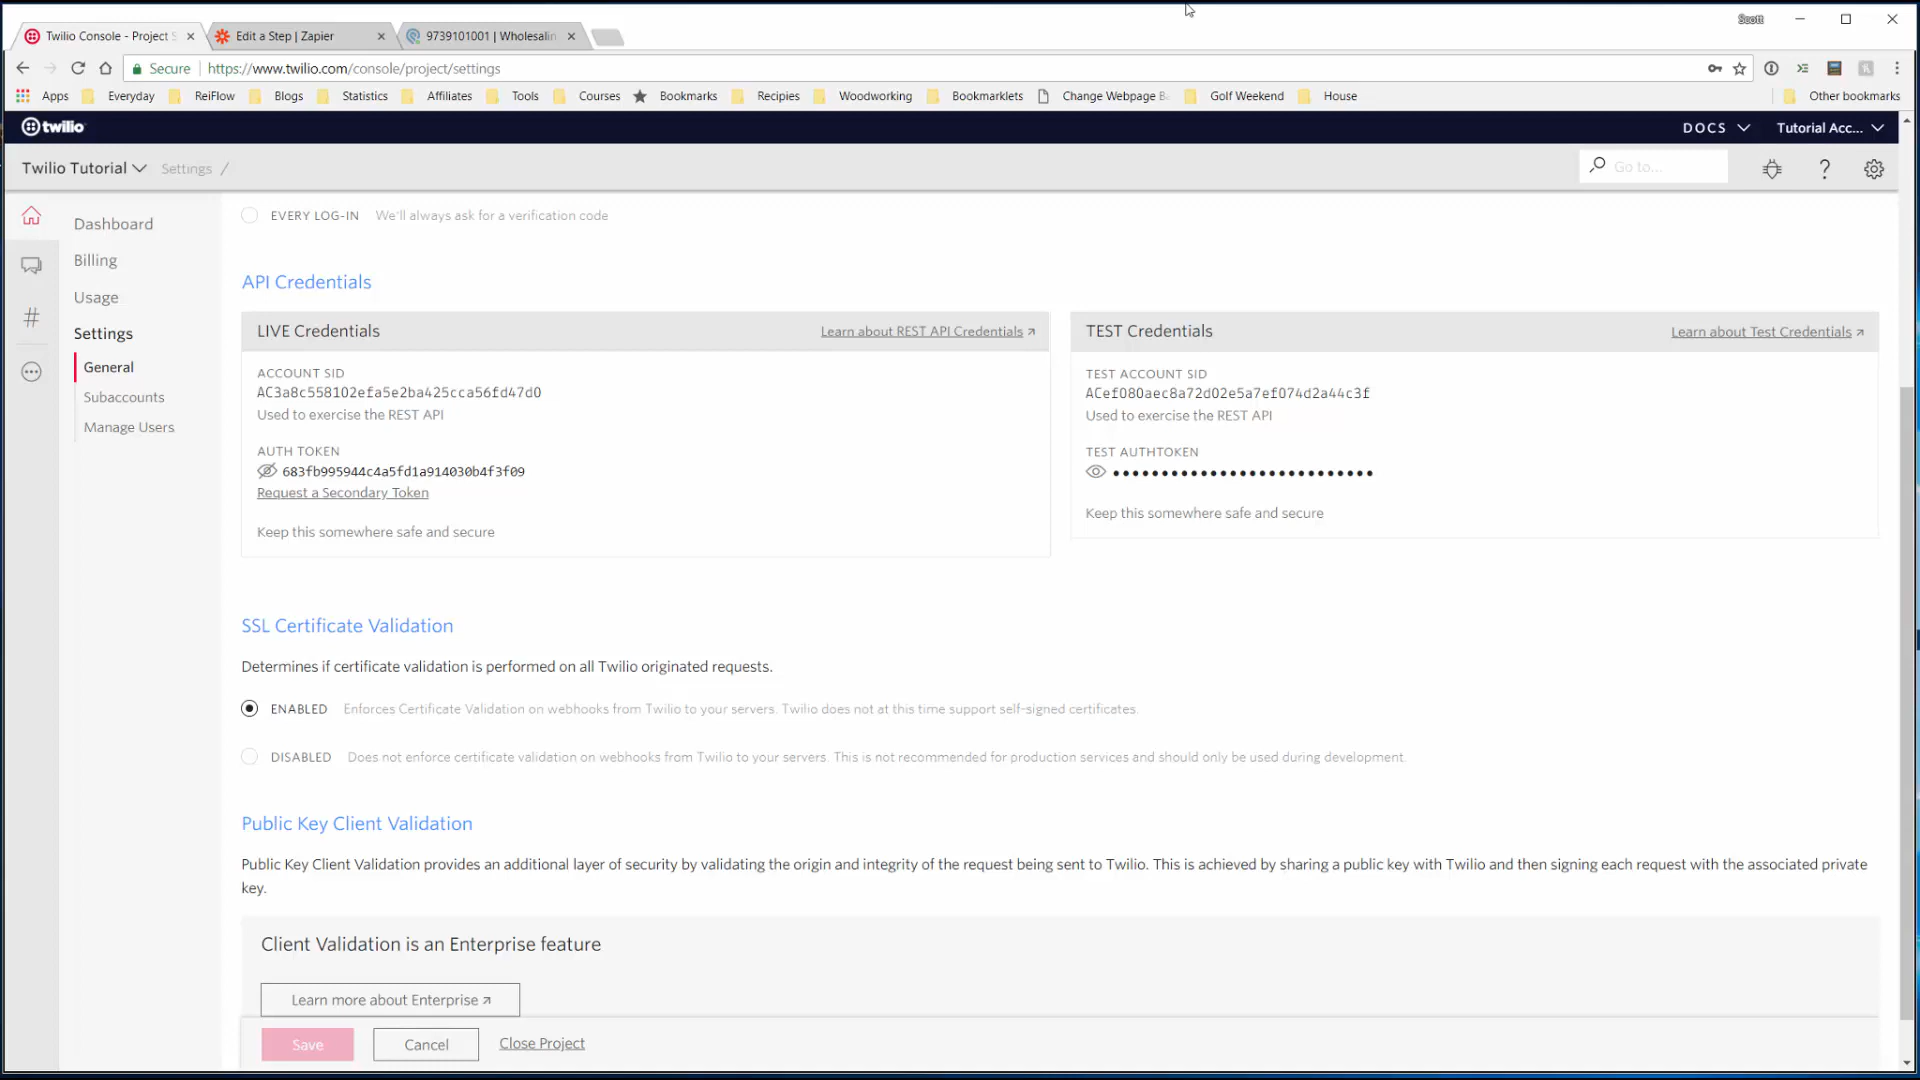 Scott
Twilio Console - Project S
Edit a Step | Zapier
9739101001 | Wholesalin
Secure
https://www.twilio.com/console/project/settings
Apps
Everyday
ReiFlow
Blogs
Statistics
Affiliates
Tools
Courses
Bookmarks
Recipies
Woodworking
Bookmarklets
Change Webpage Ba
Golf Weekend
House
Other bookmarks
twilio
DOCS
Tutorial Acc...
Twilio Tutorial
Settings /
Go to...
Dashboard
Billing
Usage
Settings
General
Subaccounts
Manage Users
EVERY LOG-IN We'll always ask for a verification code
API Credentials
LIVE Credentials
Learn about REST API Credentials
ACCOUNT SID
AC3a8c558102efa5e2ba425cca56fd47d0
Used to exercise the REST API
AUTH TOKEN
683fb995944c4a5fd1a914030b4f3f09
Request a Secondary Token
Keep this somewhere safe and secure
TEST Credentials
Learn about Test Credentials
TEST ACCOUNT SID
ACef080aec8a72d02e5a7ef074d2a44c3f
Used to exercise the REST API
TEST AUTHTOKEN
••••••••••••••••••••••••••••
Keep this somewhere safe and secure
SSL Certificate Validation
Determines if certificate validation is performed on all Twilio originated requests.
ENABLED Enforces Certificate Validation on webhooks from Twilio to your servers. Twilio does not at this time support self-signed certificates.
DISABLED Does not enforce certificate validation on webhooks from Twilio to your servers. This is not recommended for production services and should only be used during development.
Public Key Client Validation
Public Key Client Validation provides an additional layer of security by validating the origin and integrity of the request being sent to Twilio. This is achieved by sharing a public key with Twilio and then signing each request with the associated private
key.
Client Validation is an Enterprise feature
Learn more about Enterprise
Save
Cancel
Close Project